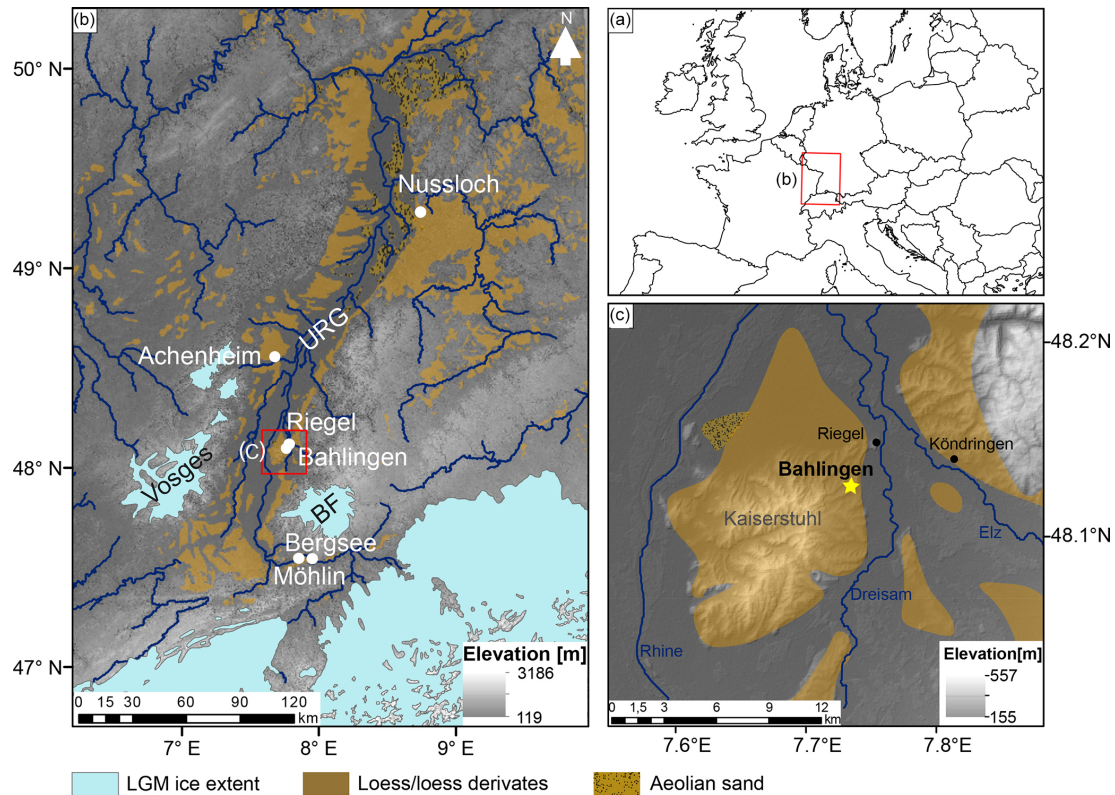 (b)
N
50° N
49° N
48° N
47° N
Nussloch
URG
Achenheim
Riegel
(c)
Bahlingen
Vosges
BF
Bergsee
Möhlin
Elevation [m]
3186
119
0 15 30 60 90 120
km
7° E
8° E
9° E
(a)
(b)
(c)
48.2°N
Riegel
Köndringen
Bahlingen
Kaiserstuhl
48.1°N
Elz
Dreisam
Rhine
Elevation[m]
-557
-155
0 1.5 3 6 9 12
km
7.6°E
7.7°E
7.8°E
LGM ice extent
Loess/loess derivates
Aeolian sand